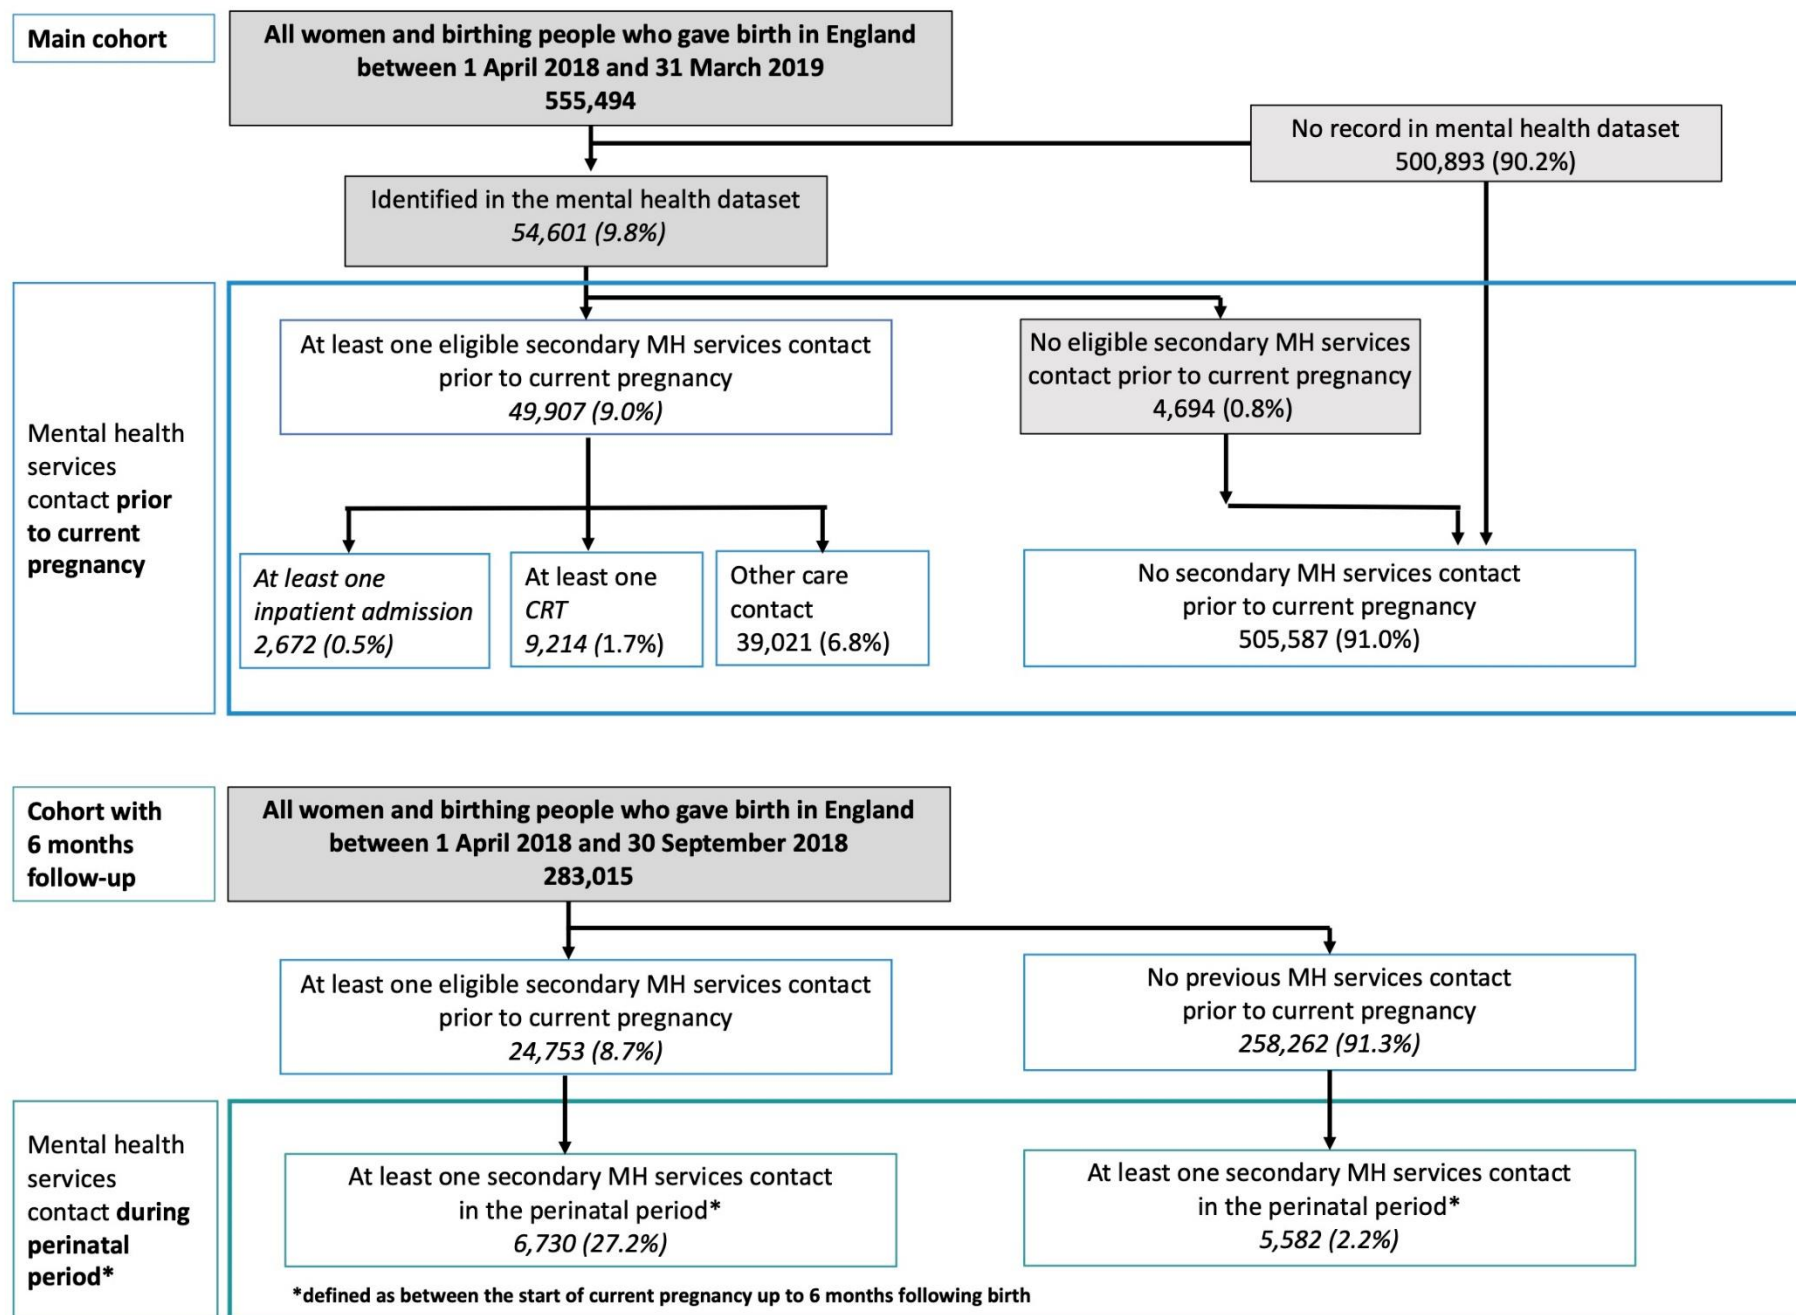 Main cohort
All women and birthing people who gave birth in England
between 1 April 2018 and 31 March 2019
555,494
No record in mental health dataset
500,893 (90.2%)
Identified in the mental health dataset
54,601 (9.8%)
Mental health
services
contact prior
to current
pregnancy
At least one eligible secondary MH services contact
prior to current pregnancy
49,907 (9.0%)
No eligible secondary MH services
contact prior to current pregnancy
4,694 (0.8%)
At least one
inpatient admission
2,672 (0.5%)
At least one
CRT
9,214 (1.7%)
Other care
contact
39,021 (6.8%)
No secondary MH services contact
prior to current pregnancy
505,587 (91.0%)
Cohort with
6 months
follow-up
All women and birthing people who gave birth in England
between 1 April 2018 and 30 September 2018
283,015
At least one eligible secondary MH services contact
prior to current pregnancy
24,753 (8.7%)
No previous MH services contact
prior to current pregnancy
258,262 (91.3%)
Mental health
services
contact during
perinatal
period*
At least one secondary MH services contact
in the perinatal period*
6,730 (27.2%)
At least one secondary MH services contact
in the perinatal period*
5,582 (2.2%)
*defined as between the start of current pregnancy up to 6 months following birth